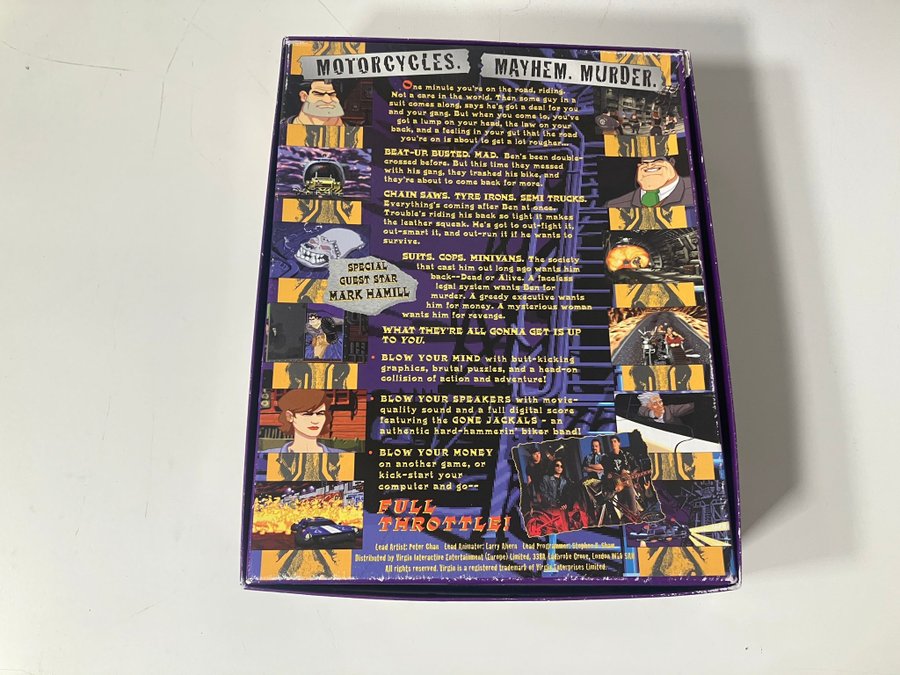 MOTORCYCLES. MAYHEM. MURDER.
One minute you're on the road, riding.
Not a care in the world. Then some guy in a
suit comes along, says he's got a deal for you
and your gang. But when you come to, you've
got a lump on your head, the law on your
back, and a feeling in your gut that the road
you're on is about to get a lot rougher...
BEAT-UP. BUSTED. MAD. Ben's been double-
crossed before. But this time they messed
with his gang, they trashed his bike, and
they're about to come back for more.
CHAIN SAWS. TYRE IRONS. SEMI TRUCKS.
Everything's coming after Ben at once.
Trouble's riding his back so tight it makes
the leather squeak. He's got to out-fight it,
out-smart it, and out-run it if he wants to
survive.
SUITS. COPS. MINIVANS. The society
that cast him out long ago wants him
back--Dead or Alive. A faceless
legal system wants Ben for
murder. A greedy executive wants
him for money. A mysterious woman
wants him for revenge.
SPECIAL
GUEST STAR
MARK HAMILL
WHAT THEY'RE ALL GONNA GET IS UP
TO YOU.
• BLOW YOUR MIND with butt-kicking
graphics, brutal puzzles, and a head-on
collision of action and adventure!
• BLOW YOUR SPEAKERS with movie-
quality sound and a full digital score
featuring the GONE JACKALS - an
authentic hard-hammerin' biker band!
• BLOW YOUR MONEY
on another game, or
kick-start your
computer and go--
FULL
THROTTLE!
Lead Artist: Peter Chan Lead Animator: Larry Ahern Lead Programmer: Stephen R. Shaw
Distributed by Virgin Interactive Entertainment (Europe) Limited, 338A Ladbroke Grove, London W10 5AH
All rights reserved. Virgin is a registered trademark of Virgin Enterprises Limited.